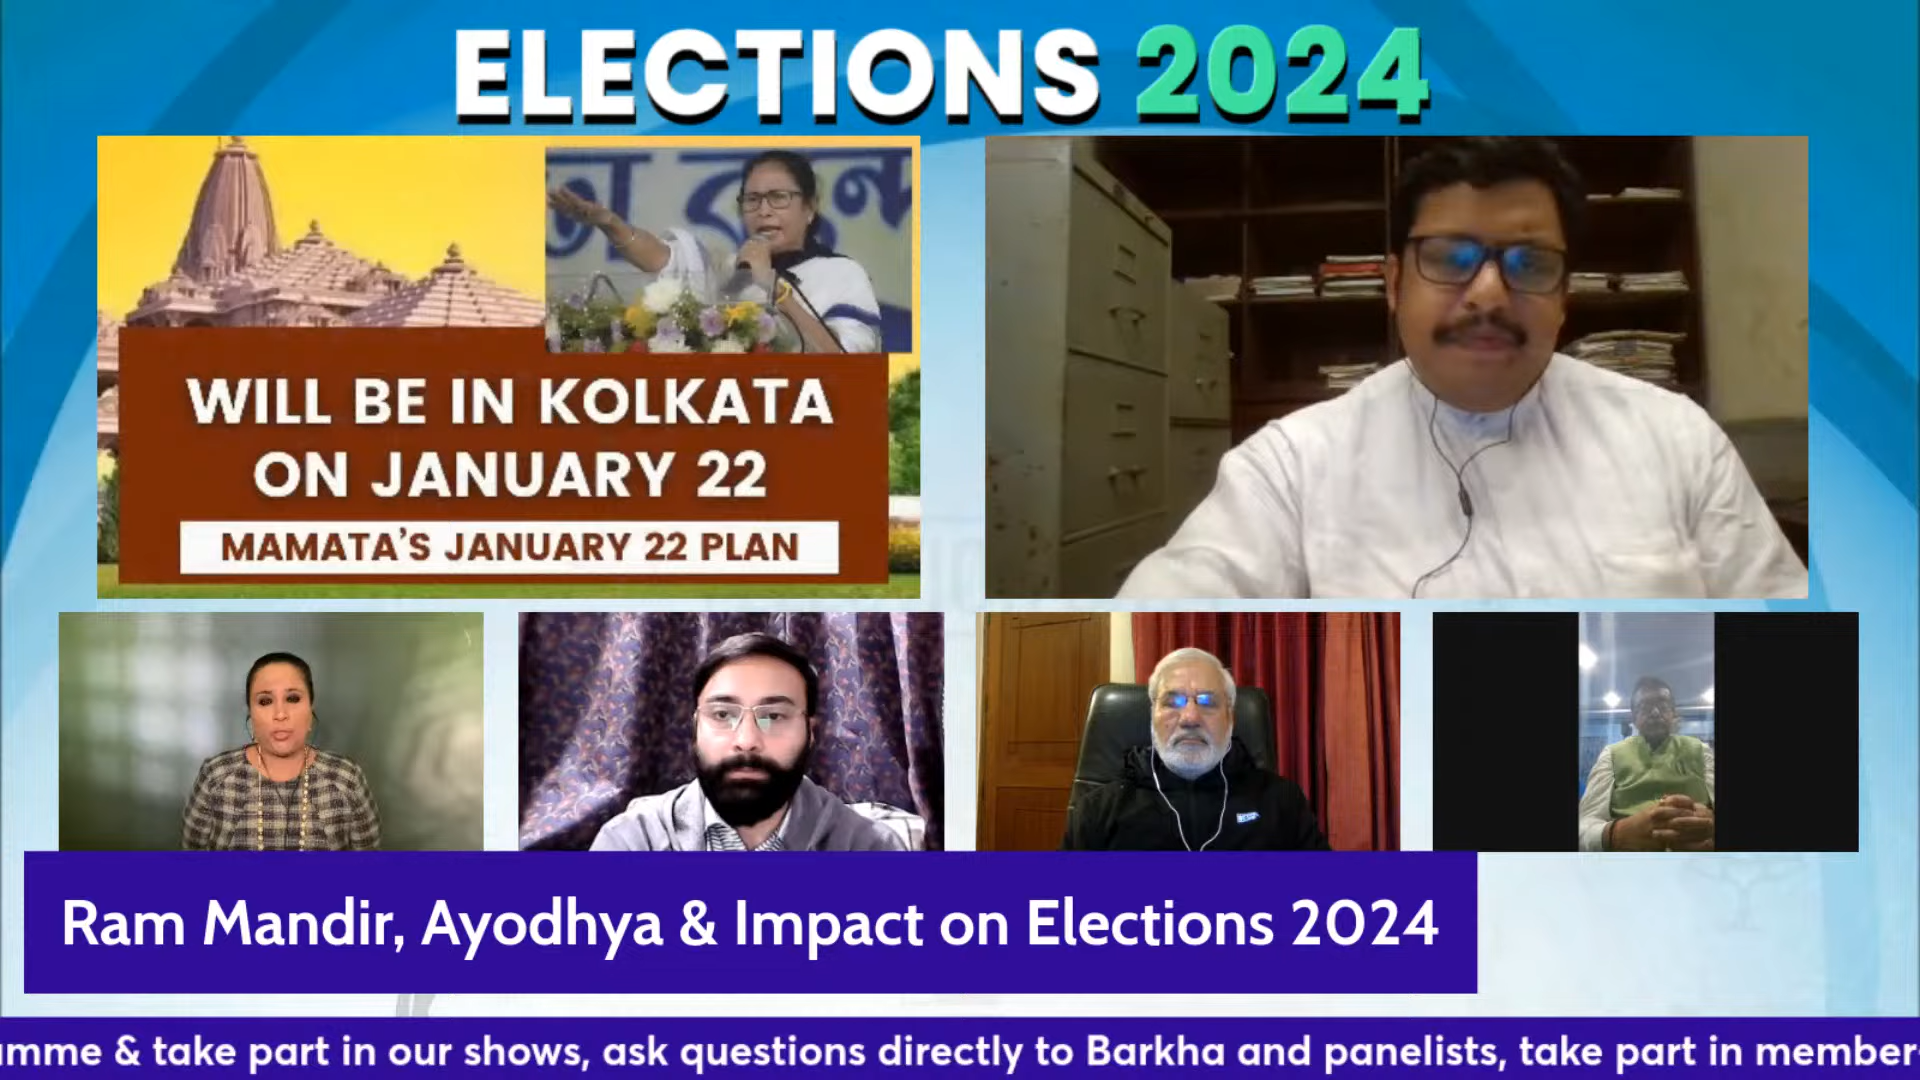 ELECTIONS 2024
WILL BE IN KOLKATA
ON JANUARY 22
MAMATA'S JANUARY 22 PLAN
Ram Mandir, Ayodhya & Impact on Elections 2024
mme & take part in our shows, ask questions directly to Barkha and panelists, take part in member